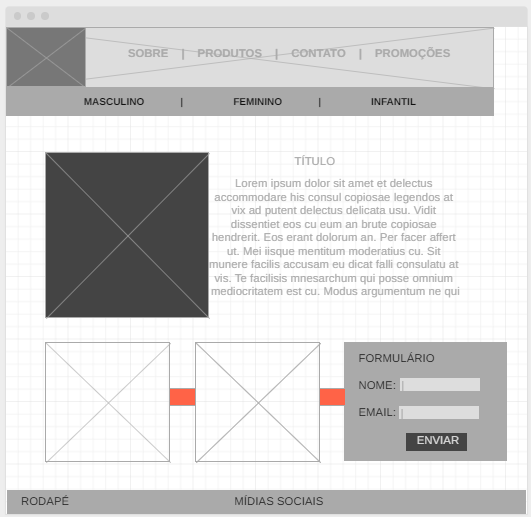 SOBRE | PRODUTOS | CONTATO | PROMOÇÕES
MASCULINO | FEMININO | INFANTIL
TÍTULO
Lorem ipsum dolor sit amet et delectus
accommodare his consul copiosae legendos at
vix ad putent delectus delicata usu. Vidit
dissentiet eos cu eum an brute copiosae
hendrerit. Eos erant dolorum an. Per facer affert
ut. Mei iisque mentitum moderatius cu. Sit
munere facilis accusam eu dicat falli consulatu at
vis. Te facilisis mnesarchum qui posse omnium
mediocritatem est cu. Modus argumentum ne qui
FORMULÁRIO
NOME:
EMAIL:
ENVIAR
RODAPÉ MÍDIAS SOCIAIS